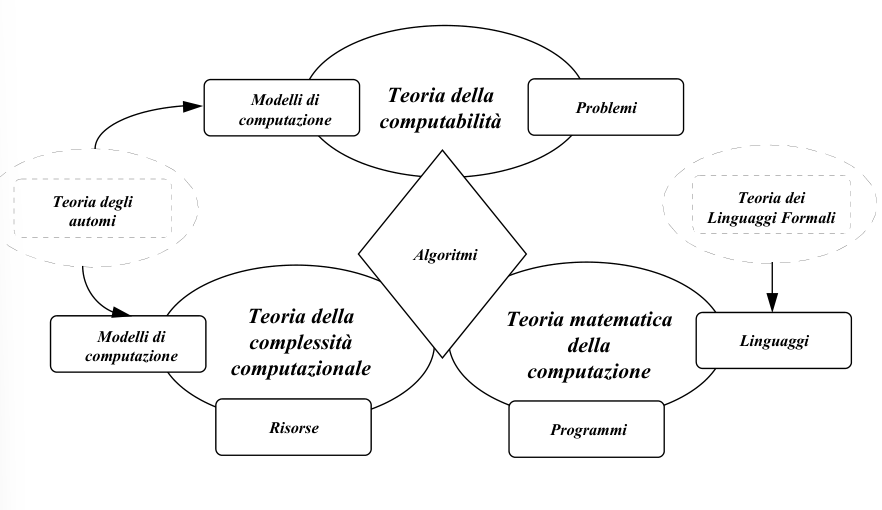 Teoria della
computabilità
Modelli di
computazione
Problemi
Teoria degli
automi
Teoria dei
Linguaggi Formali
Algoritmi
Teoria della
complessità
computazionale
Modelli di
computazione
Risorse
Teoria matematica
della
computazione
Linguaggi
Programmi